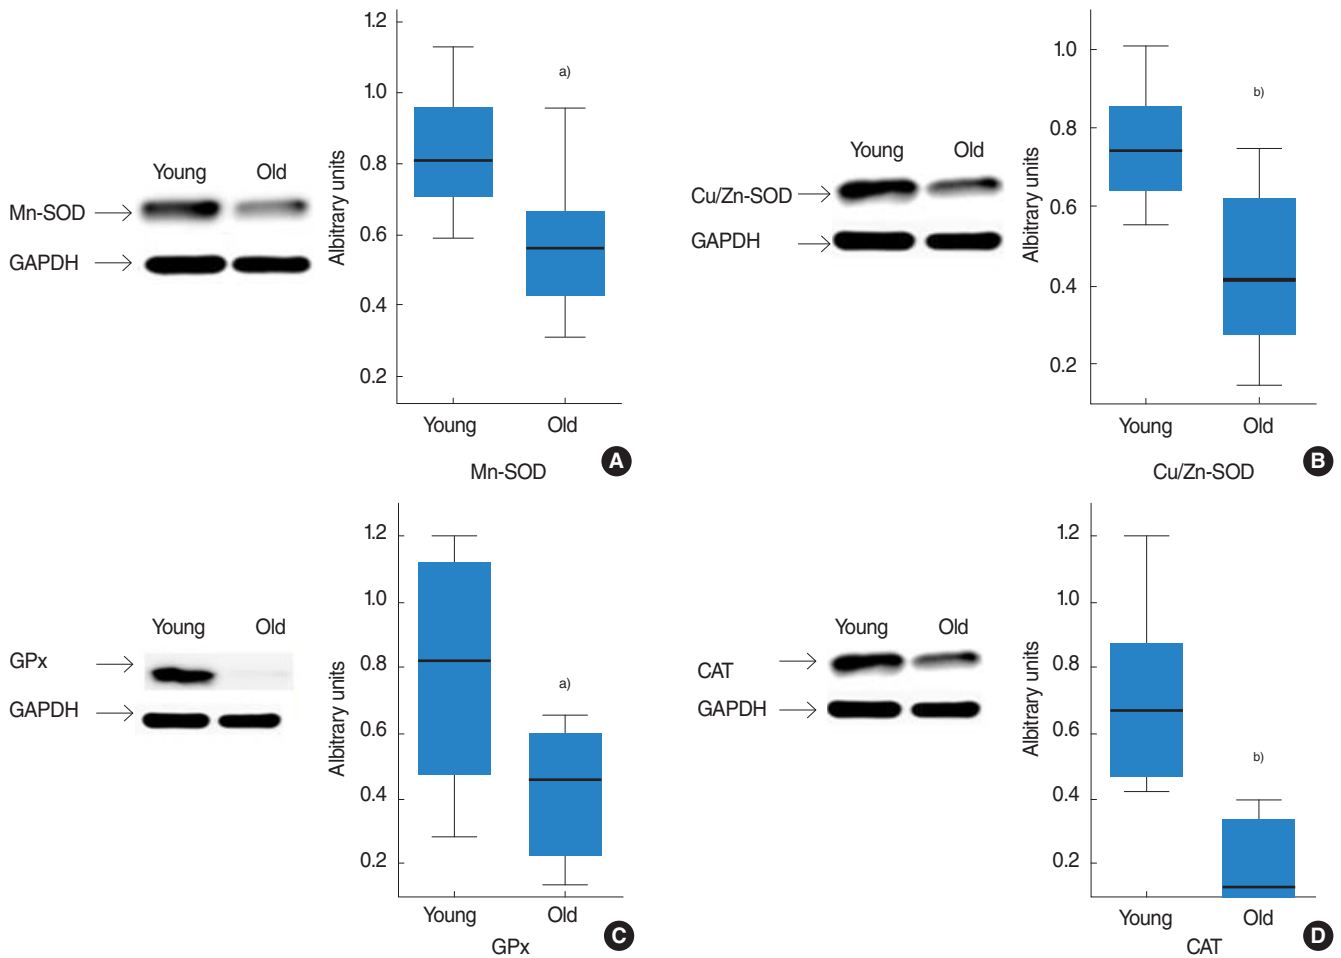 1.2
1.0
0.8
0.6
0.4
0.2
Albitrary units
a)
Young Old
Mn-SOD
GAPDH
Young Old
Mn-SOD
A
1.0
0.8
0.6
0.4
0.2
Albitrary units
b)
Young Old
Cu/Zn-SOD
GAPDH
Young Old
Cu/Zn-SOD
B
1.2
1.0
0.8
0.6
0.4
0.2
Albitrary units
a)
Young Old
GPx
GAPDH
Young Old
GPx
C
1.2
1.0
0.8
0.6
0.4
0.2
Albitrary units
b)
Young Old
CAT
GAPDH
Young Old
CAT
D